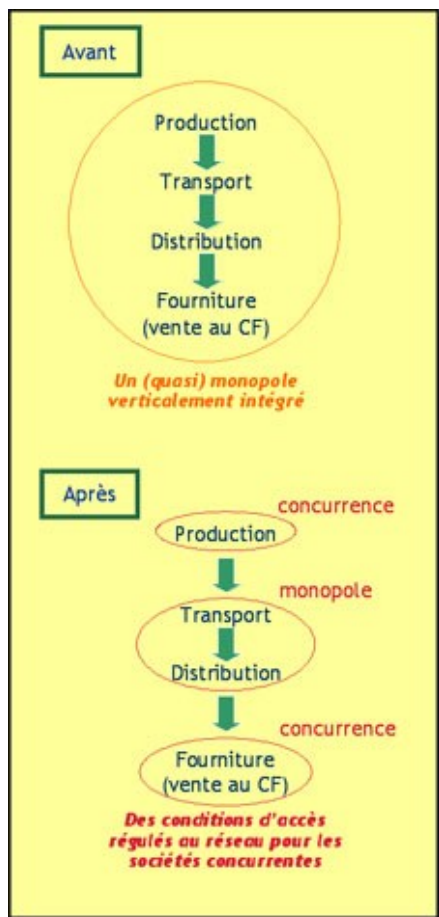 Avant
Production
Transport
Distribution
Fourniture
(vente au CF)
Un (quasi) monopole
verticalement intégré
Après
concurrence
Production
monopole
Transport
Distribution
concurrence
Fourniture
(vente au CF)
Des conditions d'accès
régulés au réseau pour les
sociétés concurrentes